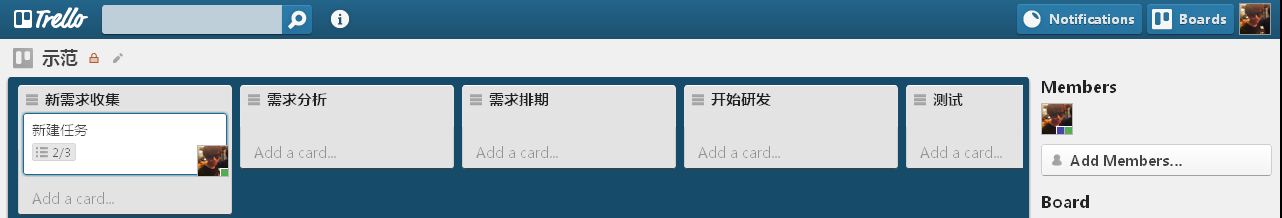 Trello
Notifications
Boards
示范
新需求收集
新建任务
2/3
Add a card...
需求分析
Add a card...
需求排期
Add a card...
开始研发
Add a card...
测试
Add a card...
Members
Add Members...
Board